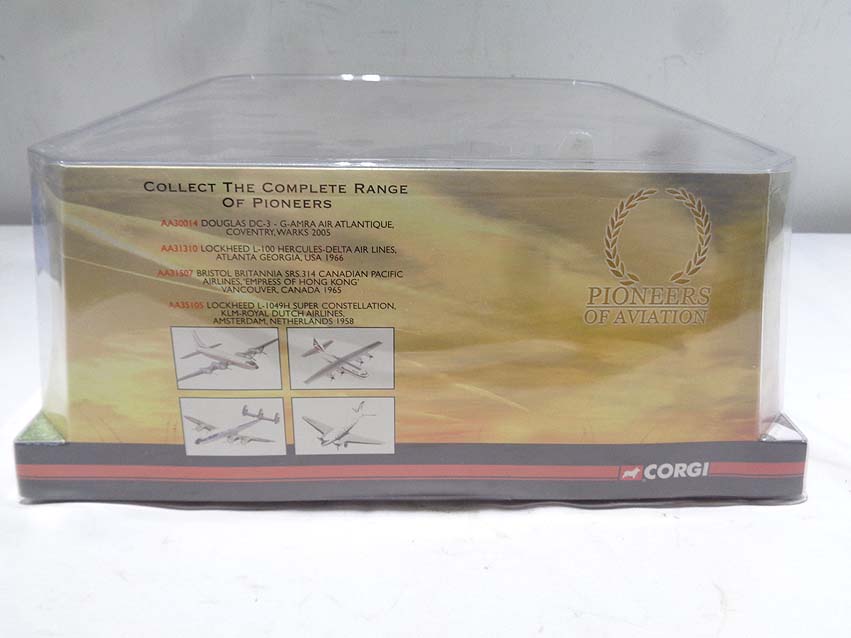 COLLECT THE COMPLETE RANGE
OF PIONEERS
AA30014 DOUGLAS DC-3 - G-AMRA AIR ATLANTIQUE,
COVENTRY, WARKS 2005
AA31310 LOCKHEED L-100 HERCULES-DELTA AIR LINES,
ATLANTA GEORGIA, USA 1966
AA31507 BRISTOL BRITANNIA SRS.314 CANADIAN PACIFIC
AIRLINES, 'EMPRESS OF HONG KONG'
VANCOUVER, CANADA 1965
AA35105 LOCKHEED L-1049H SUPER CONSTELLATION,
KLM-ROYAL DUTCH AIRLINES,
AMSTERDAM, NETHERLANDS 1958
PIONEERS
OF AVIATION
CORGI